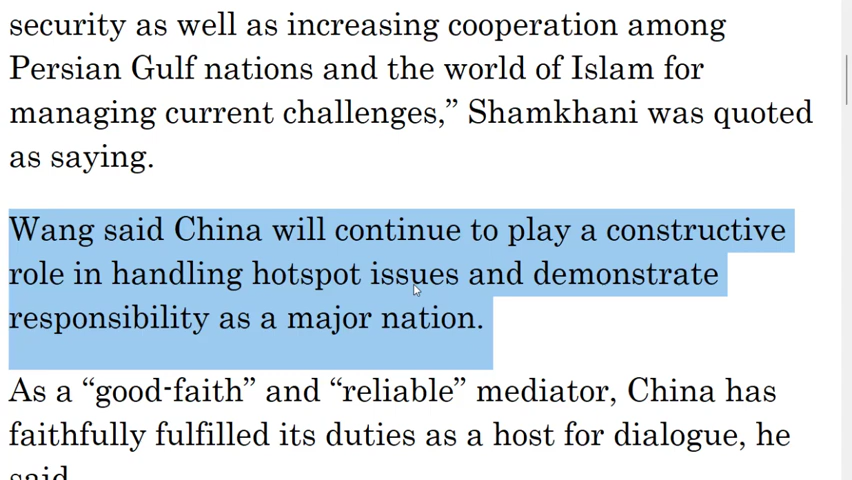 security as well as increasing cooperation among
Persian Gulf nations and the world of Islam for
managing current challenges,” Shamkhani was quoted
as saying.
Wang said China will continue to play a constructive
role in handling hotspot issues and demonstrate
responsibility as a major nation.
As a “good-faith” and “reliable” mediator, China has
faithfully fulfilled its duties as a host for dialogue, he
said